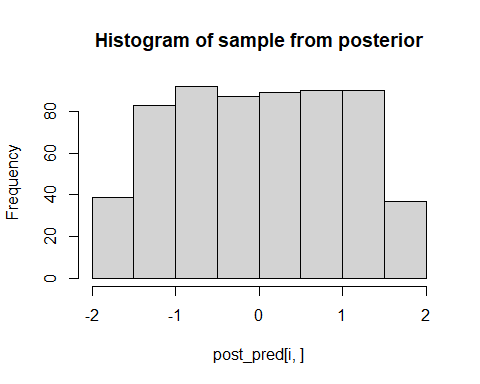 Histogram of sample from posterior
Frequency
80
60
40
20
0
-2 -1 0 1 2
post_pred[i, ]